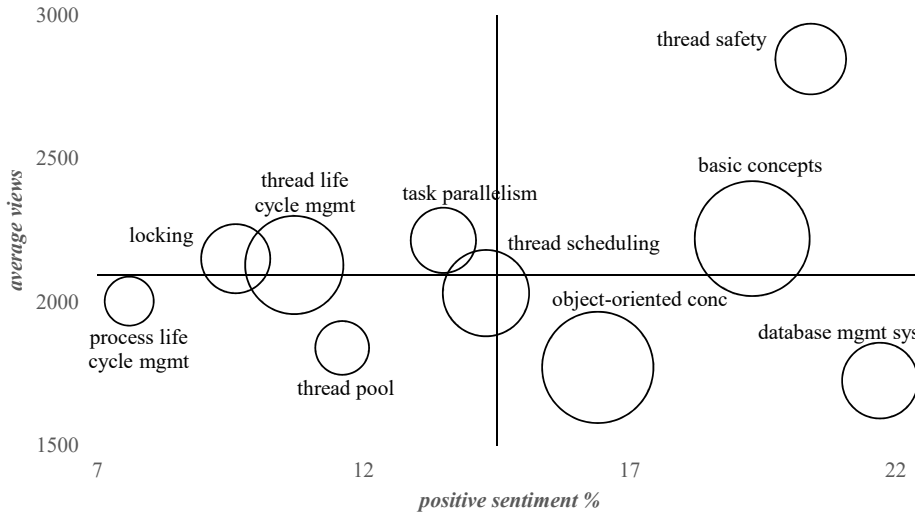 3000
thread safety
2500
basic concepts
thread life
cycle mgmt
task parallelism
locking
thread scheduling
average views
2000
object-oriented conc
process life
cycle mgmt
database mgmt sys
thread pool
1500
7
12
17
22
positive sentiment %